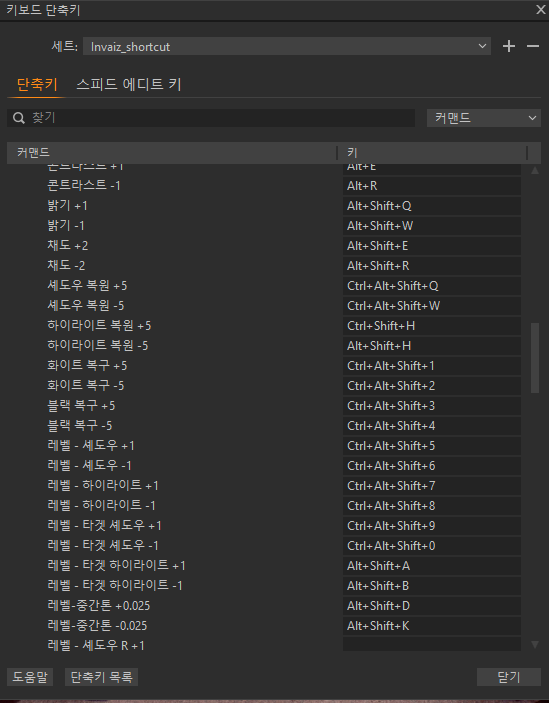 키보드 단축키
세트: Invaiz_shortcut
단축키 스피드 에디트 키
찾기 커맨드
커맨드 키
콘트라스트 +1 Alt+E
콘트라스트 -1 Alt+R
밝기 +1 Alt+Shift+Q
밝기 -1 Alt+Shift+W
채도 +2 Alt+Shift+E
채도 -2 Alt+Shift+R
셰도우 복원 +5 Ctrl+Alt+Shift+Q
셰도우 복원 -5 Ctrl+Alt+Shift+W
하이라이트 복원 +5 Ctrl+Shift+H
하이라이트 복원 -5 Alt+Shift+H
화이트 복구 +5 Ctrl+Alt+Shift+1
화이트 복구 -5 Ctrl+Alt+Shift+2
블랙 복구 +5 Ctrl+Alt+Shift+3
블랙 복구 -5 Ctrl+Alt+Shift+4
레벨 - 셰도우 +1 Ctrl+Alt+Shift+5
레벨 - 셰도우 -1 Ctrl+Alt+Shift+6
레벨 - 하이라이트 +1 Ctrl+Alt+Shift+7
레벨 - 하이라이트 -1 Ctrl+Alt+Shift+8
레벨 - 타겟 셰도우 +1 Ctrl+Alt+Shift+9
레벨 - 타겟 셰도우 -1 Ctrl+Alt+Shift+0
레벨 - 타겟 하이라이트 +1 Alt+Shift+A
레벨 - 타겟 하이라이트 -1 Alt+Shift+B
레벨-중간톤 +0.025 Alt+Shift+D
레벨-중간톤 -0.025 Alt+Shift+K
레벨 - 셰도우 R +1
도움말 단축키 목록 닫기